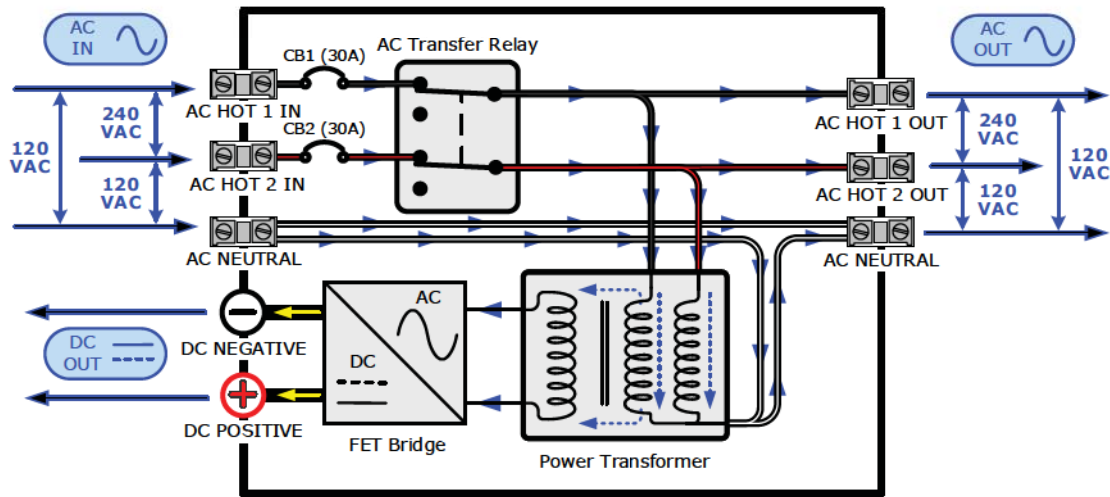 AC
IN
CB1 (30A)
AC Transfer Relay
AC
OUT
AC HOT 1 IN
240
VAC
120
VAC
CB2 (30A)
AC HOT 2 IN
120
VAC
AC NEUTRAL
AC HOT 1 OUT
240
VAC
120
VAC
AC HOT 2 OUT
120
VAC
AC NEUTRAL
DC NEGATIVE
DC
OUT
DC POSITIVE
AC
DC
FET Bridge
Power Transformer